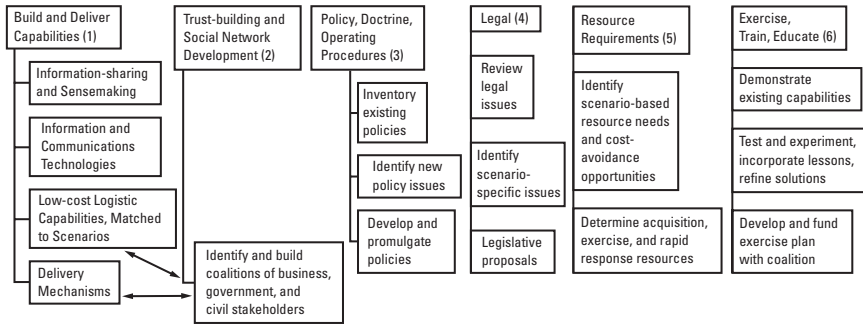 Build and Deliver
Capabilities (1)
Information-sharing
and Sensemaking
Information and
Communications
Technologies
Low-cost Logistic
Capabilities, Matched
to Scenarios
Delivery
Mechanisms
Trust-building and
Social Network
Development (2)
Identify and build
coalitions of business,
government, and
civil stakeholders
Policy, Doctrine,
Operating
Procedures (3)
Inventory
existing
policies
Identify new
policy issues
Develop and
promulgate
policies
Legal (4)
Review
legal
issues
Identify
scenario-
specific issues
Legislative
proposals
Resource
Requirements (5)
Identify
scenario-based
resource needs
and cost-
avoidance
opportunities
Determine acquisition,
exercise, and rapid
response resources
Exercise,
Train, Educate (6)
Demonstrate
existing capabilities
Test and experiment,
incorporate lessons,
refine solutions
Develop and fund
exercise plan
with coalition